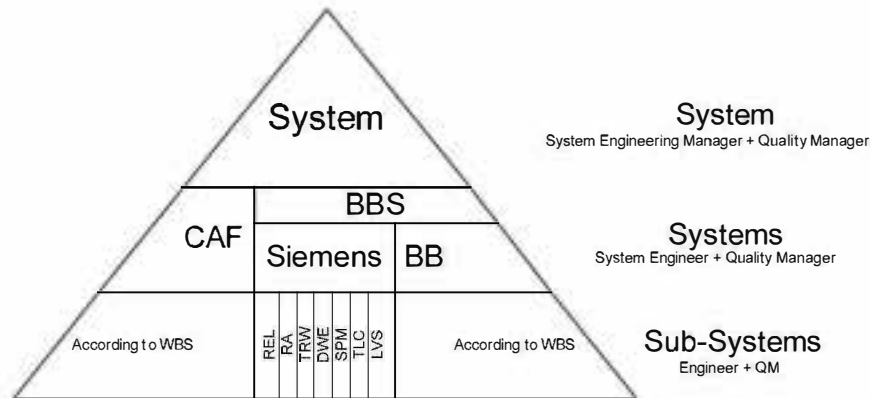 System
System
System Engineering Manager + Quality Manager
BBS
CAF
Siemens
BB
Systems
System Engineer + Quality Manager
According to WBS
REL
RA
TRW
DWE
SPM
TLC
LVS
According to WBS
Sub-Systems
Engineer + QM